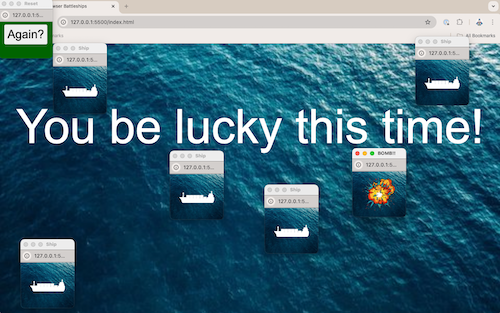 Reset
wser Battleships
127.0.0.1:5...
127.0.0.1:5500/index.html
Again?
Ship
127.0.0.1:5...
Ship
127.0.0.1:5...
All Bookmarks
You be lucky this time!
Ship
127.0.0.1:5...
BOMB!!
127.0.0.1:5...
Ship
127.0.0.1:5...
Ship
127.0.0.1:5...